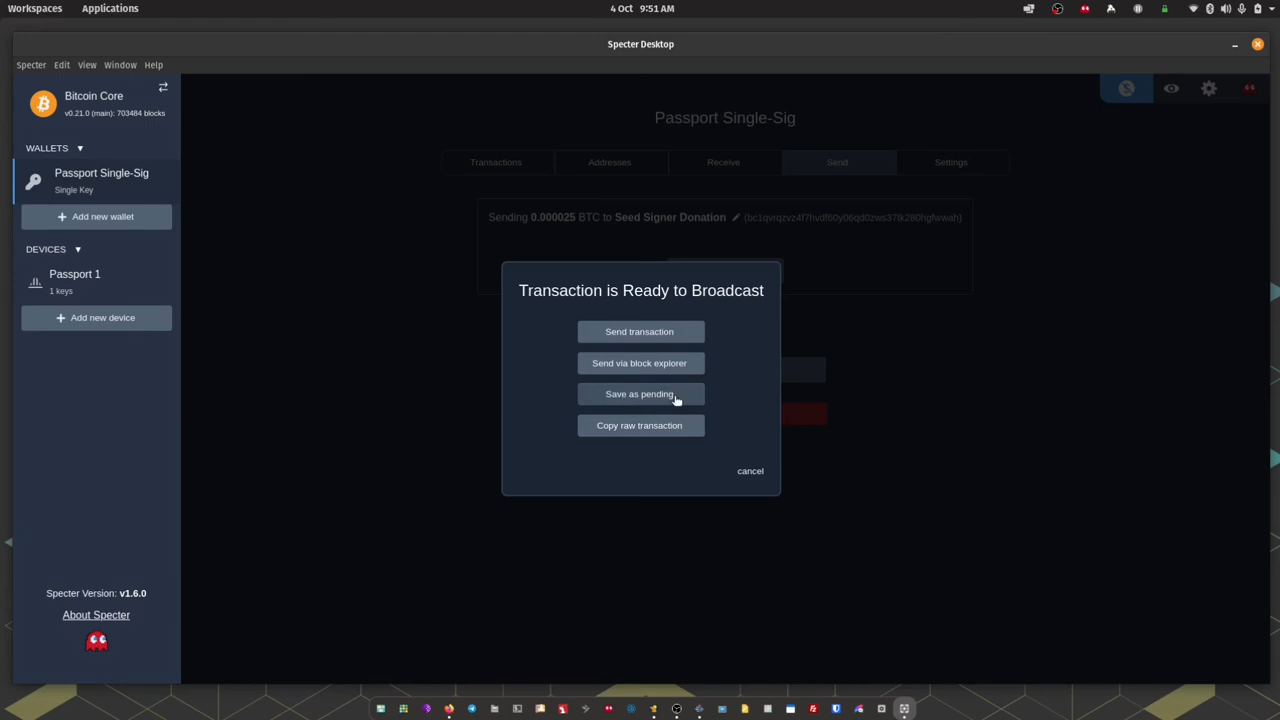 Workspaces Applications 4 Oct 9:51 AM
Specter Desktop
Specter Edit View Window Help
Bitcoin Core
v0.21.0 (main): 703484 blocks
WALLETS
Passport Single-Sig
Single Key
Add new wallet
DEVICES
Passport 1
1 keys
Add new device
Specter Version: v1.6.0
About Specter
Passport Single-Sig
Transactions Addresses Receive Send Settings
Sending 0.000025 BTC to Seed Signer Donation
Transaction is Ready to Broadcast
Send transaction
Send via block explorer
Save as pending
Copy raw transaction
cancel